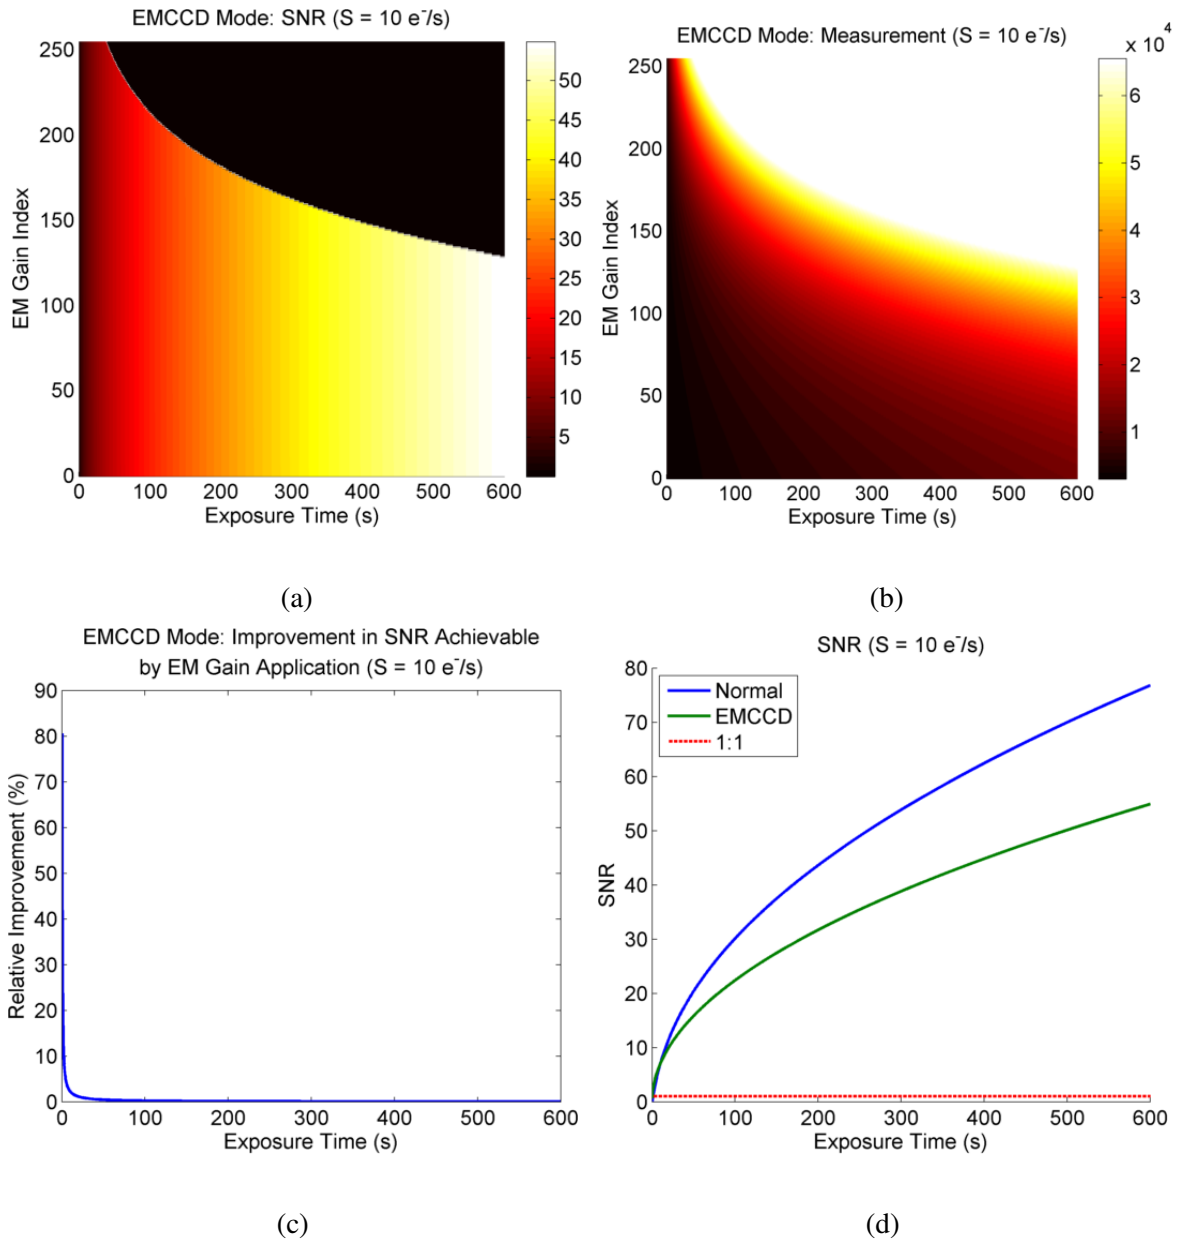 EMCCD Mode: SNR (S = 10 e⁻/s)
250
200
150
100
50
0
EM Gain Index
0 100 200 300 400 500 600
Exposure Time (s)
50
45
40
35
30
25
20
15
10
5
(a)
EMCCD Mode: Measurement (S = 10 e⁻/s)
x 10⁴
250
200
150
100
50
0
EM Gain Index
0 100 200 300 400 500 600
Exposure Time (s)
6
5
4
3
2
1
(b)
EMCCD Mode: Improvement in SNR Achievable
by EM Gain Application (S = 10 e⁻/s)
90
80
70
60
50
40
30
20
10
0
Relative Improvement (%)
0 100 200 300 400 500 600
Exposure Time (s)
(c)
SNR (S = 10 e⁻/s)
Normal
EMCCD
1:1
80
70
60
50
40
30
20
10
0
SNR
0 100 200 300 400 500 600
Exposure Time (s)
(d)